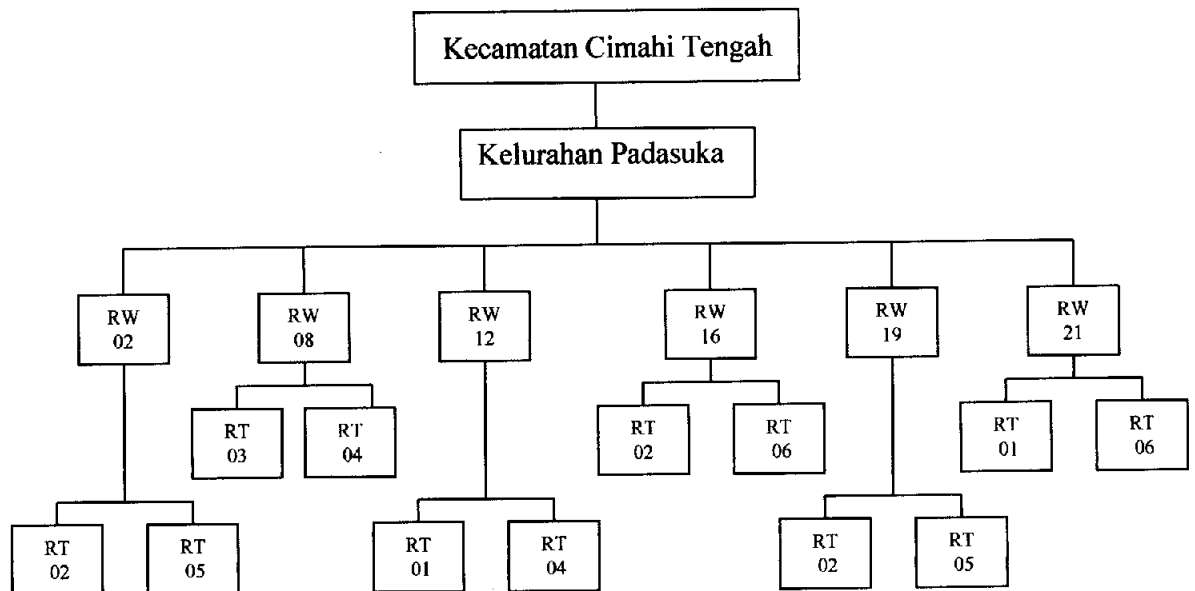 Kecamatan Cimahi Tengah
Kelurahan Padasuka
RW
02
RW
08
RW
12
RW
16
RW
19
RW
21
RT
03
RT
04
RT
02
RT
06
RT
01
RT
06
RT
02
RT
05
RT
01
RT
04
RT
02
RT
05